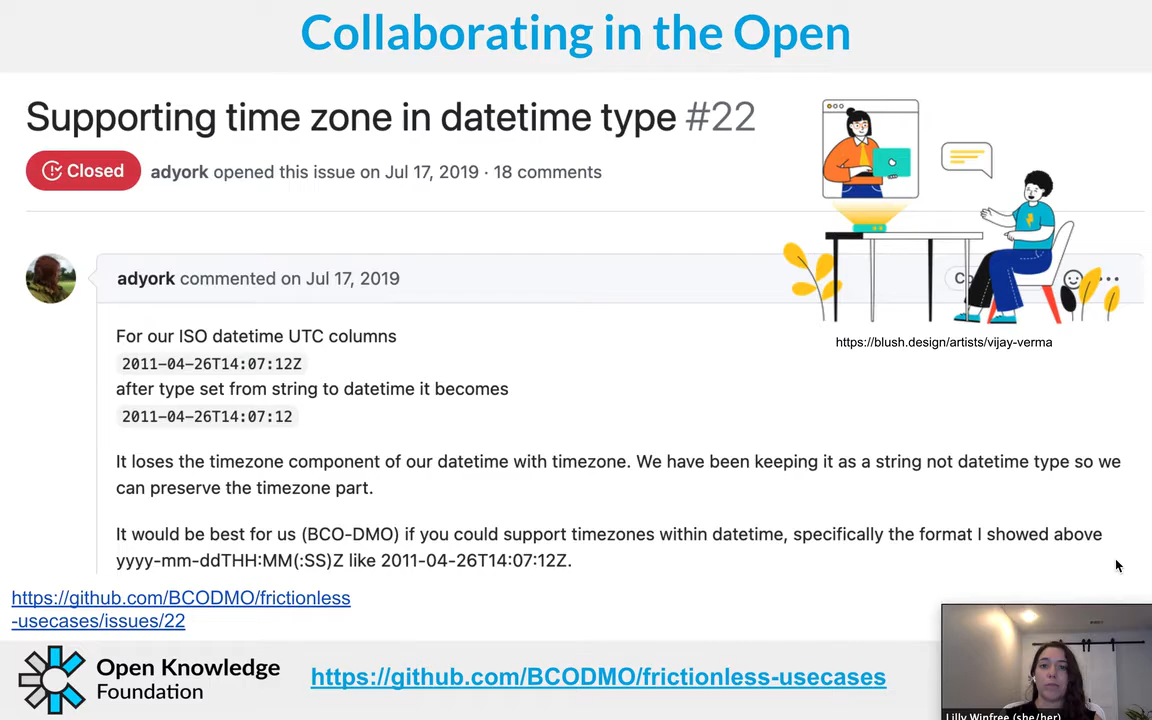 Collaborating in the Open
Supporting time zone in datetime type #22
Closed
adyork opened this issue on Jul 17, 2019 · 18 comments
adyork commented on Jul 17, 2019
https://blush.design/artists/vijay-verma
For our ISO datetime UTC columns
2011-04-26T14:07:12Z
after type set from string to datetime it becomes
2011-04-26T14:07:12
It loses the timezone component of our datetime with timezone. We have been keeping it as a string not datetime type so we
can preserve the timezone part.
It would be best for us (BCO-DMO) if you could support timezones within datetime, specifically the format I showed above
yyyy-mm-ddTHH:MM(:SS)Z like 2011-04-26T14:07:12Z.
https://github.com/BCODMO/frictionless
-usecases/issues/22
Open Knowledge
Foundation
https://github.com/BCODMO/frictionless-usecases
Lilly Winfree (she/her)